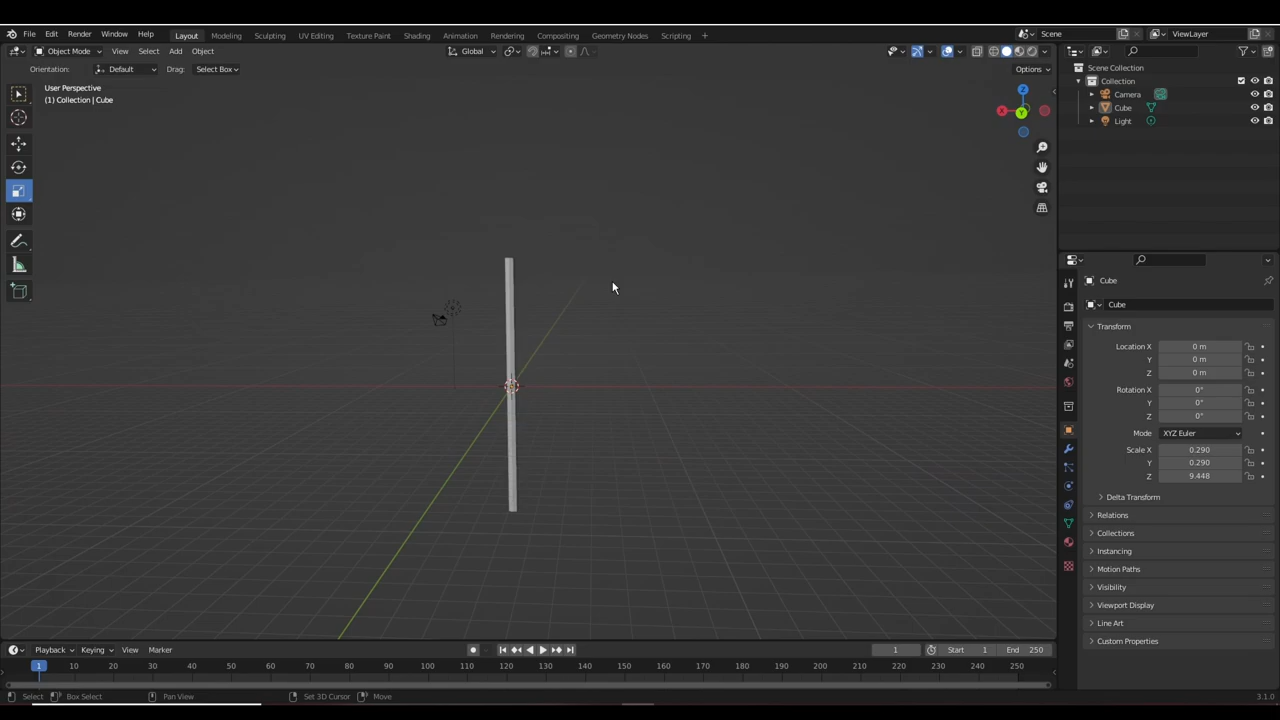 File Edit Render Window Help Layout Modeling Sculpting UV Editing Texture Paint Shading Animation Rendering Compositing Geometry Nodes Scripting + Scene ViewLayer
Object Mode View Select Add Object Global
Orientation: Default Drag: Select Box Options
User Perspective
(1) Collection | Cube
Z
X
Y
Scene Collection
Collection
Camera
Cube
Light
Cube
Cube
Transform
Location X 0 m
Y 0 m
Z 0 m
Rotation X 0°
Y 0°
Z 0°
Mode XYZ Euler
Scale X 0.290
Y 0.290
Z 9.448
Delta Transform
Relations
Collections
Instancing
Motion Paths
Visibility
Viewport Display
Line Art
Custom Properties
Playback Keying View Marker 1 Start 1 End 250
1 10 20 30 40 50 60 70 80 90 100 110 120 130 140 150 160 170 180 190 200 210 220 230 240 250
Select Box Select Pan View Set 3D Cursor Move 3.1.0